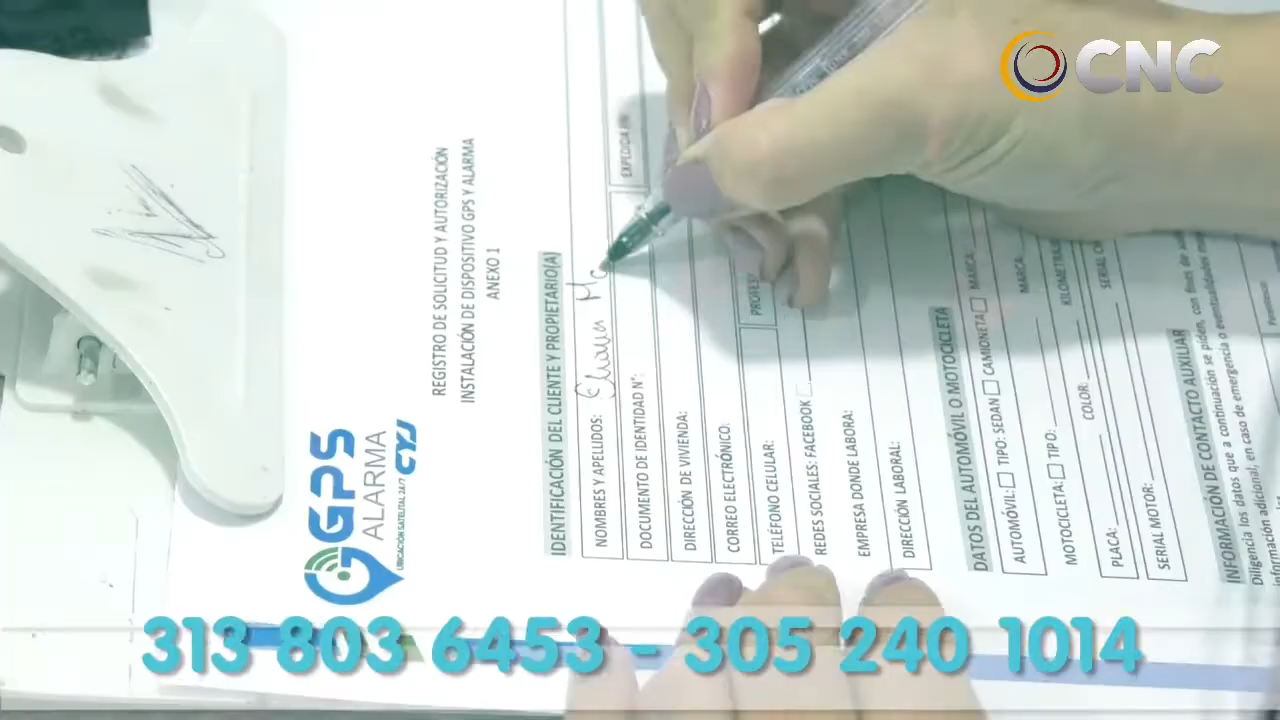 CNC
GPS
ALARMA
CYJ
UBICACIÓN SATELITAL 24/7
REGISTRO DE SOLICITUD Y AUTORIZACIÓN
INSTALACIÓN DE DISPOSITIVO GPS Y ALARMA
ANEXO 1
IDENTIFICACIÓN DEL CLIENTE Y PROPIETARIO(A)
NOMBRES Y APELLIDOS:
DOCUMENTO DE IDENTIDAD N°: EXPEDIDA EN
DIRECCIÓN DE VIVIENDA:
CORREO ELECTRÓNICO:
TELÉFONO CELULAR:
REDES SOCIALES: FACEBOOK
EMPRESA DONDE LABORA:
DIRECCIÓN LABORAL:
DATOS DEL AUTOMÓVIL O MOTOCICLETA
AUTOMÓVIL: TIPO: SEDAN CAMIONETA MARCA:
MOTOCICLETA: TIPO: MARCA:
PLACA: COLOR:
SERIAL MOTOR:
INFORMACIÓN DE CONTACTO AUXILIAR
Diligencia los datos que a continuación se piden, con fines de
información adicional, en caso de emergencia o eventualidades
313 803 6453 - 305 240 1014